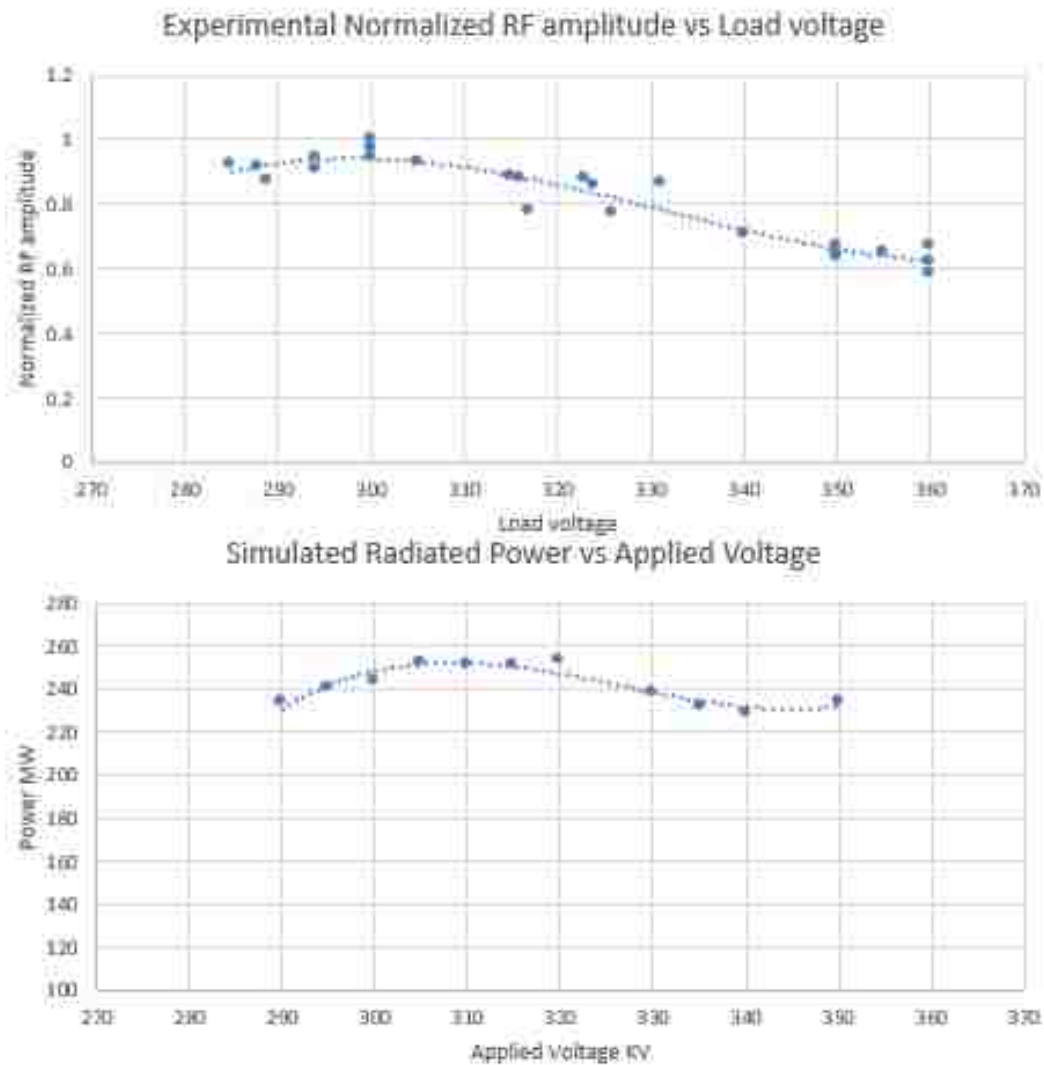 Experimental Normalized RF amplitude vs Load voltage
1.2
1
0.8
0.6
0.4
0.2
0
Normalized RF amplitude
270 280 290 300 310 320 330 340 350 360 370
Load voltage
Simulated Radiated Power vs Applied Voltage
280
260
240
220
200
180
160
140
120
100
Power MW
270 280 290 300 310 320 330 340 350 360 370
Applied Voltage KV